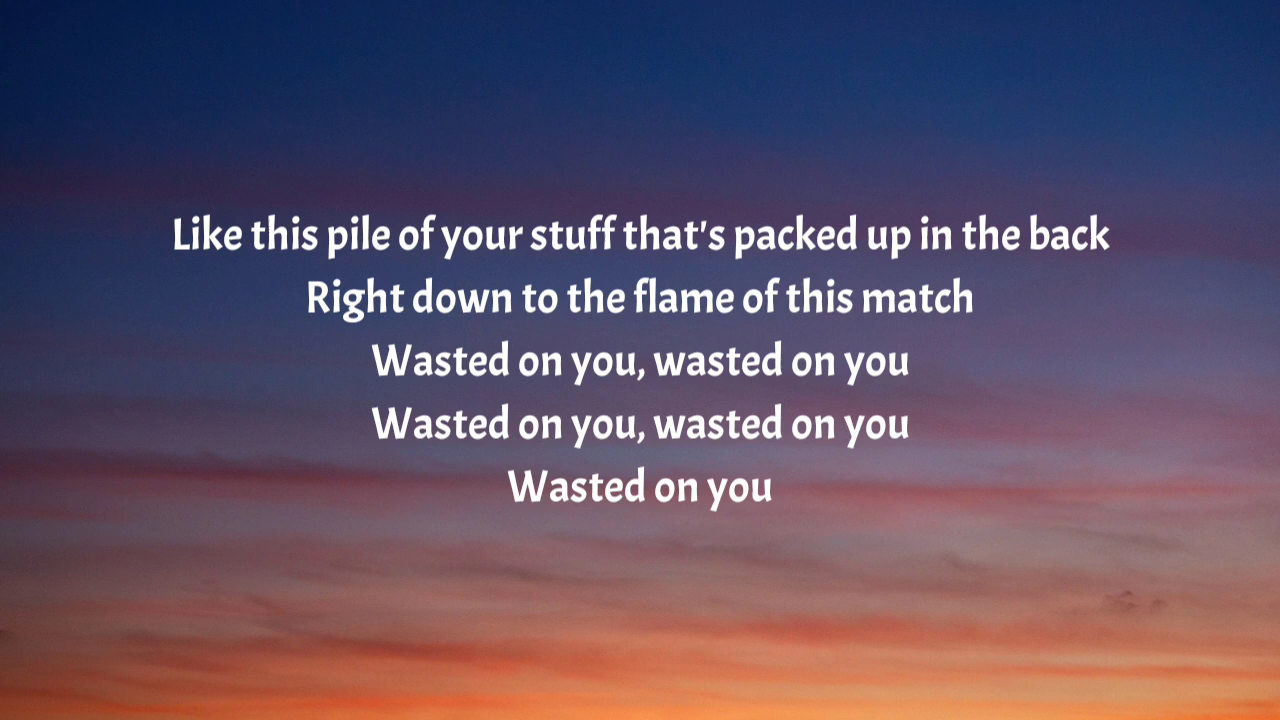 Like this pile of your stuff that's packed up in the back
Right down to the flame of this match
Wasted on you, wasted on you
Wasted on you, wasted on you
Wasted on you